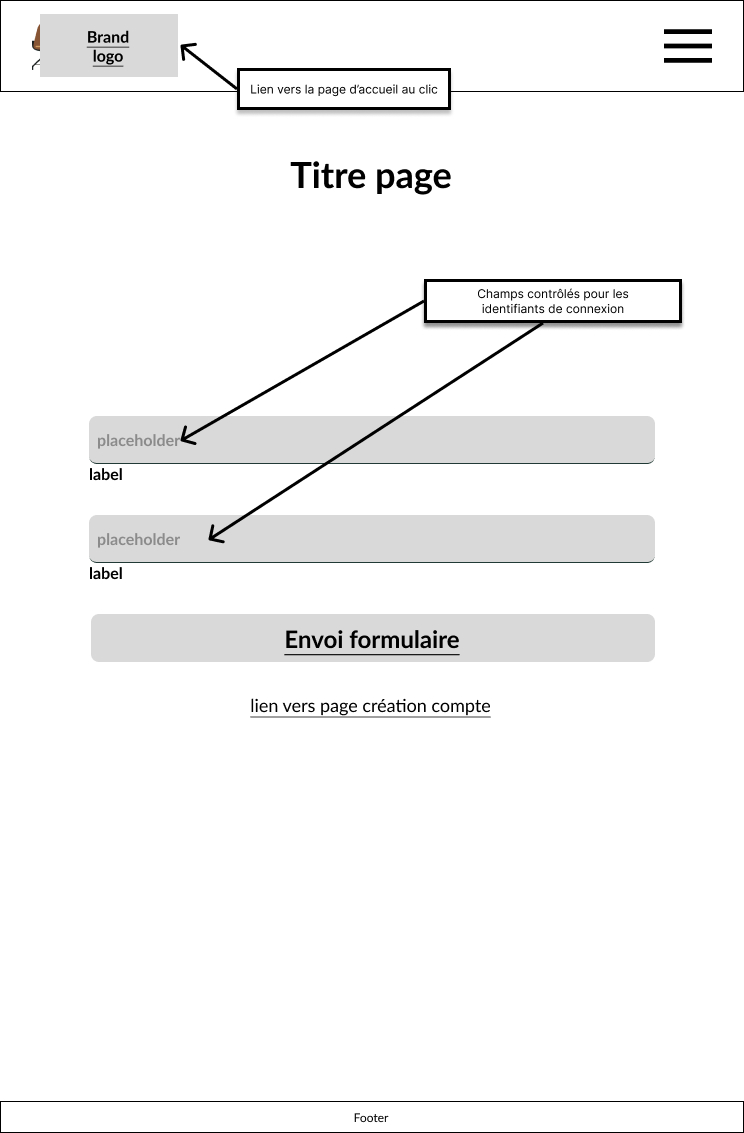 Brand
logo
Lien vers la page d’accueil au clic
Titre page
Champs contrôlés pour les
identifiants de connexion
placeholder
label
placeholder
label
Envoi formulaire
lien vers page création compte
Footer